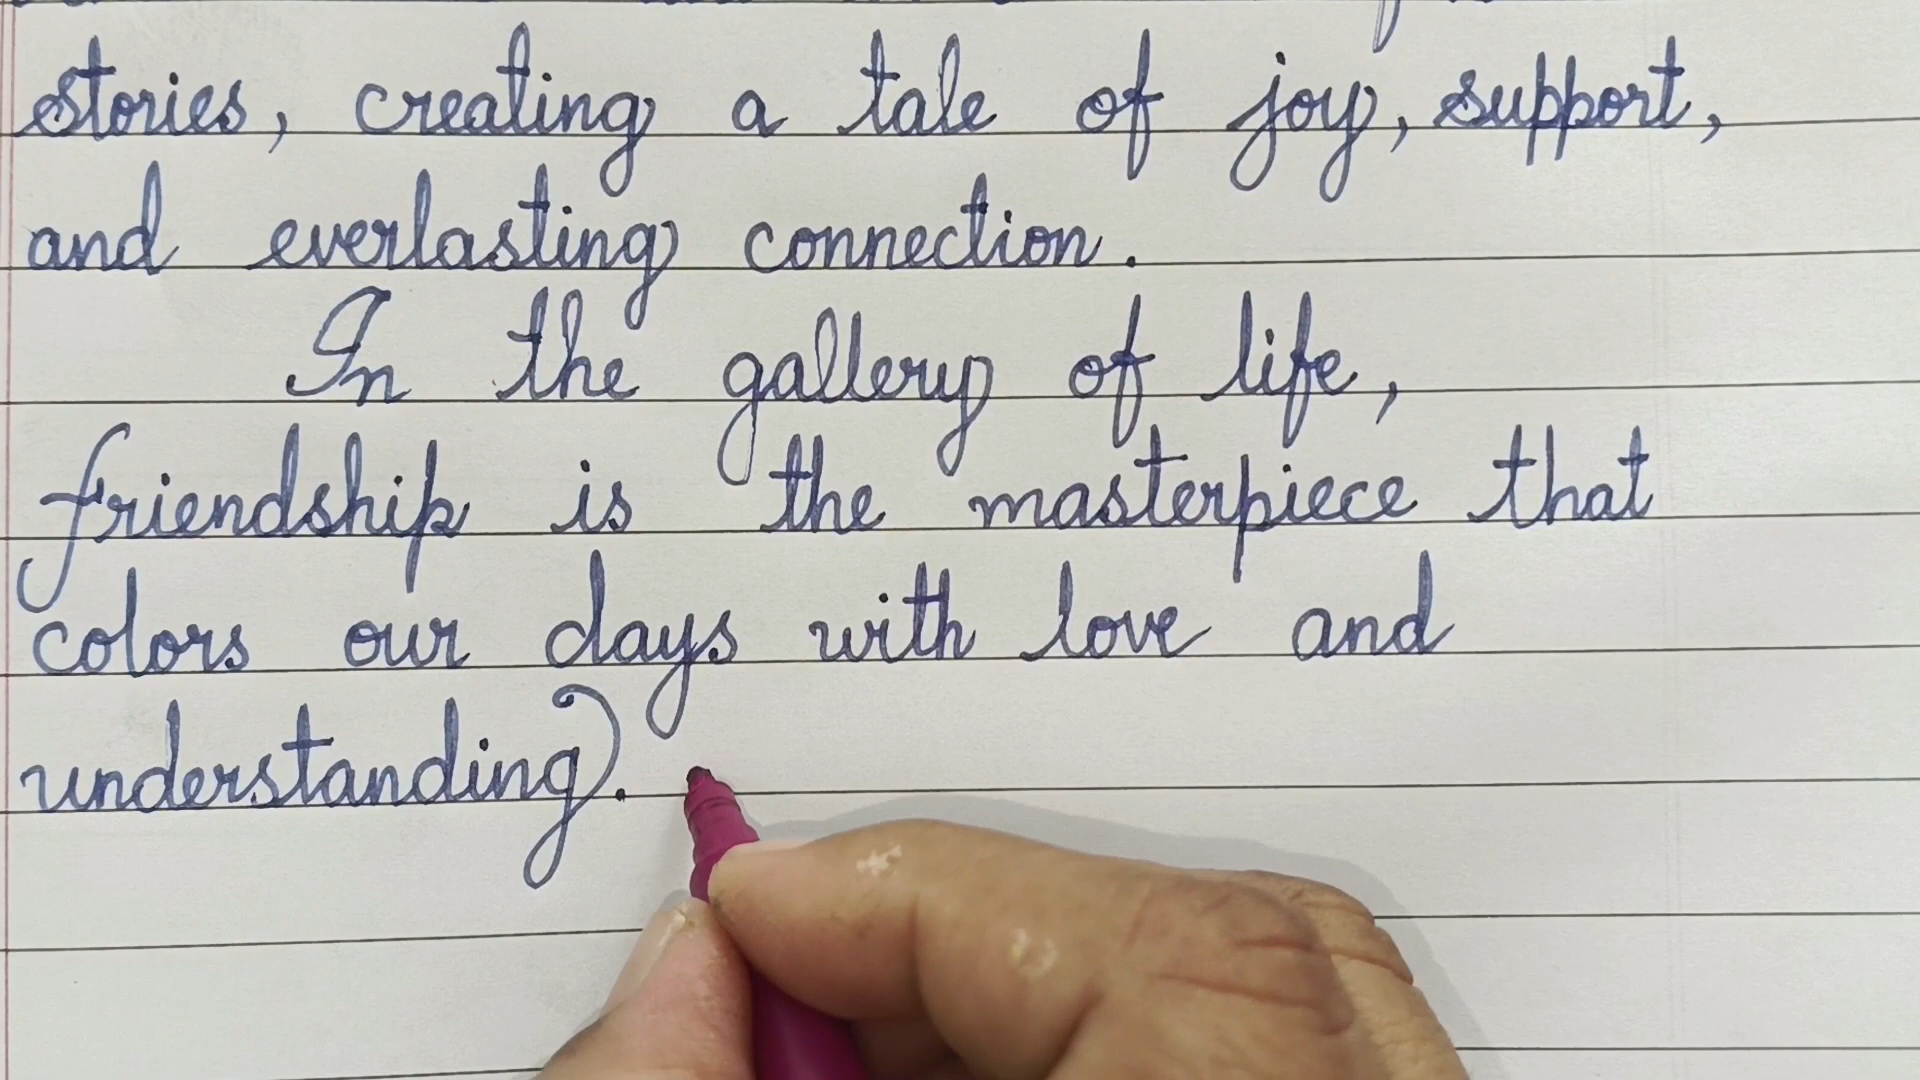 stories, creating a tale of joy, support,
and everlasting connection.
In the gallery of life,
friendship is the masterpiece that
colors our days with love and
understanding.